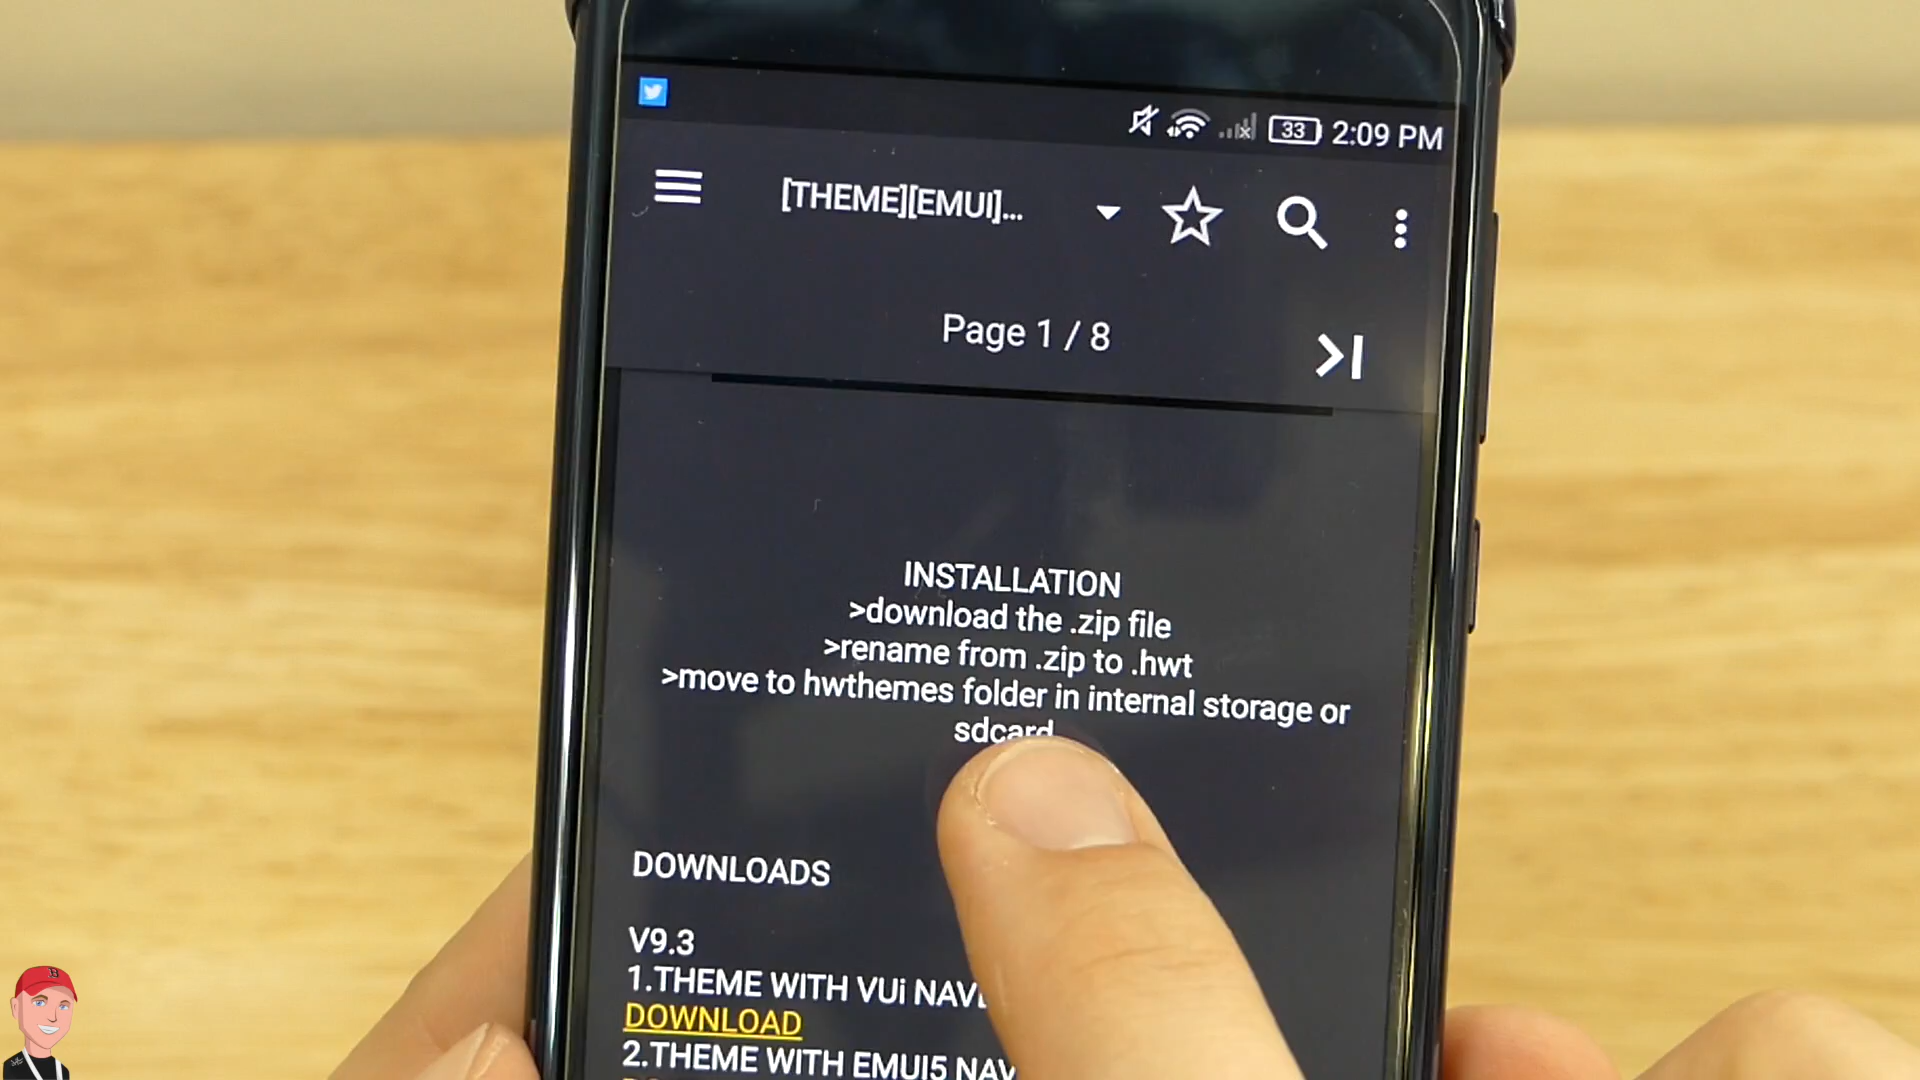 33 2:09 PM
[THEME][EMUI]...
Page 1 / 8
INSTALLATION
>download the .zip file
>rename from .zip to .hwt
>move to hwthemes folder in internal storage or
sdcard
DOWNLOADS
V9.3
1.THEME WITH VUi
DOWNLOAD
2.THEME WITH EMUI5
B